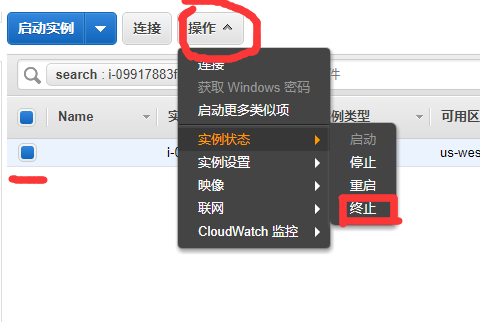 启动实例 连接 操作
search : i-09917883f 件
Name 实 例类型 可用区
i-0 us-wes
连接
获取 Windows 密码
启动更多类似项
实例状态
实例设置
映像
联网
CloudWatch 监控
启动
停止
重启
终止